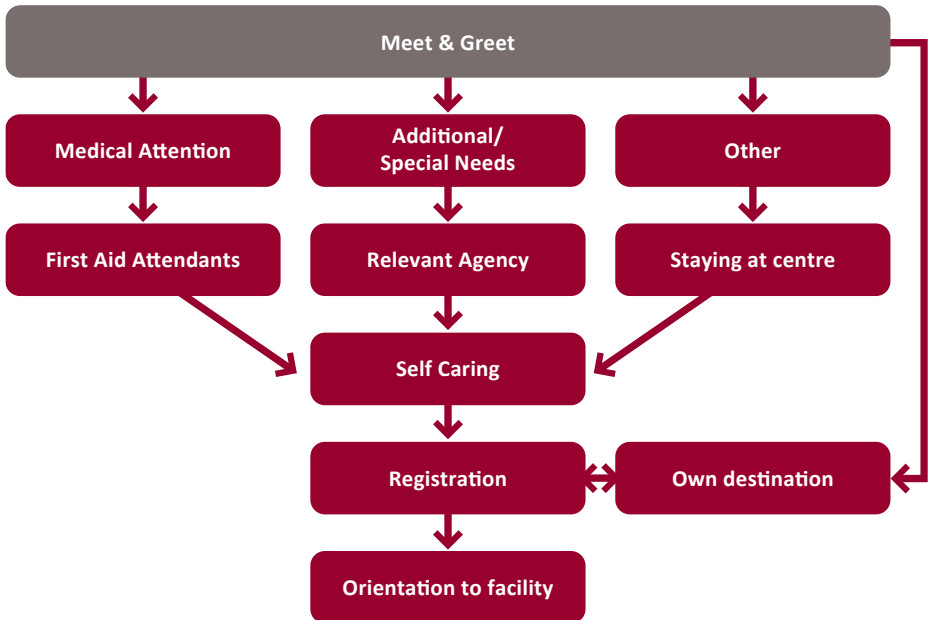 Meet & Greet
Medical Attention
Additional/
Special Needs
Other
First Aid Attendants
Relevant Agency
Staying at centre
Self Caring
Registration
Own destination
Orientation to facility